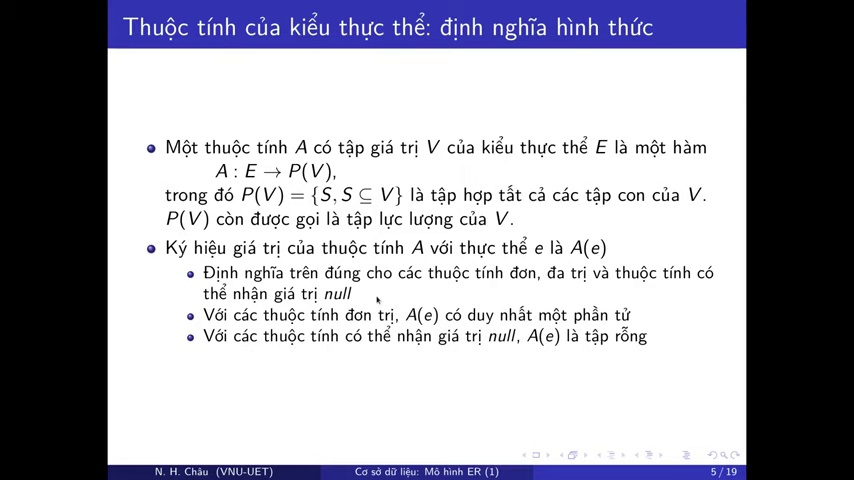 Thuộc tính của kiểu thực thể: định nghĩa hình thức
Một thuộc tính A có tập giá trị V của kiểu thực thể E là một hàm
A : E → P(V),
trong đó P(V) = {S, S ⊆ V} là tập hợp tất cả các tập con của V.
P(V) còn được gọi là tập lực lượng của V.
Ký hiệu giá trị của thuộc tính A với thực thể e là A(e)
Định nghĩa trên đúng cho các thuộc tính đơn, đa trị và thuộc tính có
thể nhận giá trị null
Với các thuộc tính đơn trị, A(e) có duy nhất một phần tử
Với các thuộc tính có thể nhận giá trị null, A(e) là tập rỗng
N. H. Châu (VNU-UET)
Cơ sở dữ liệu: Mô hình ER (1)
5 / 19